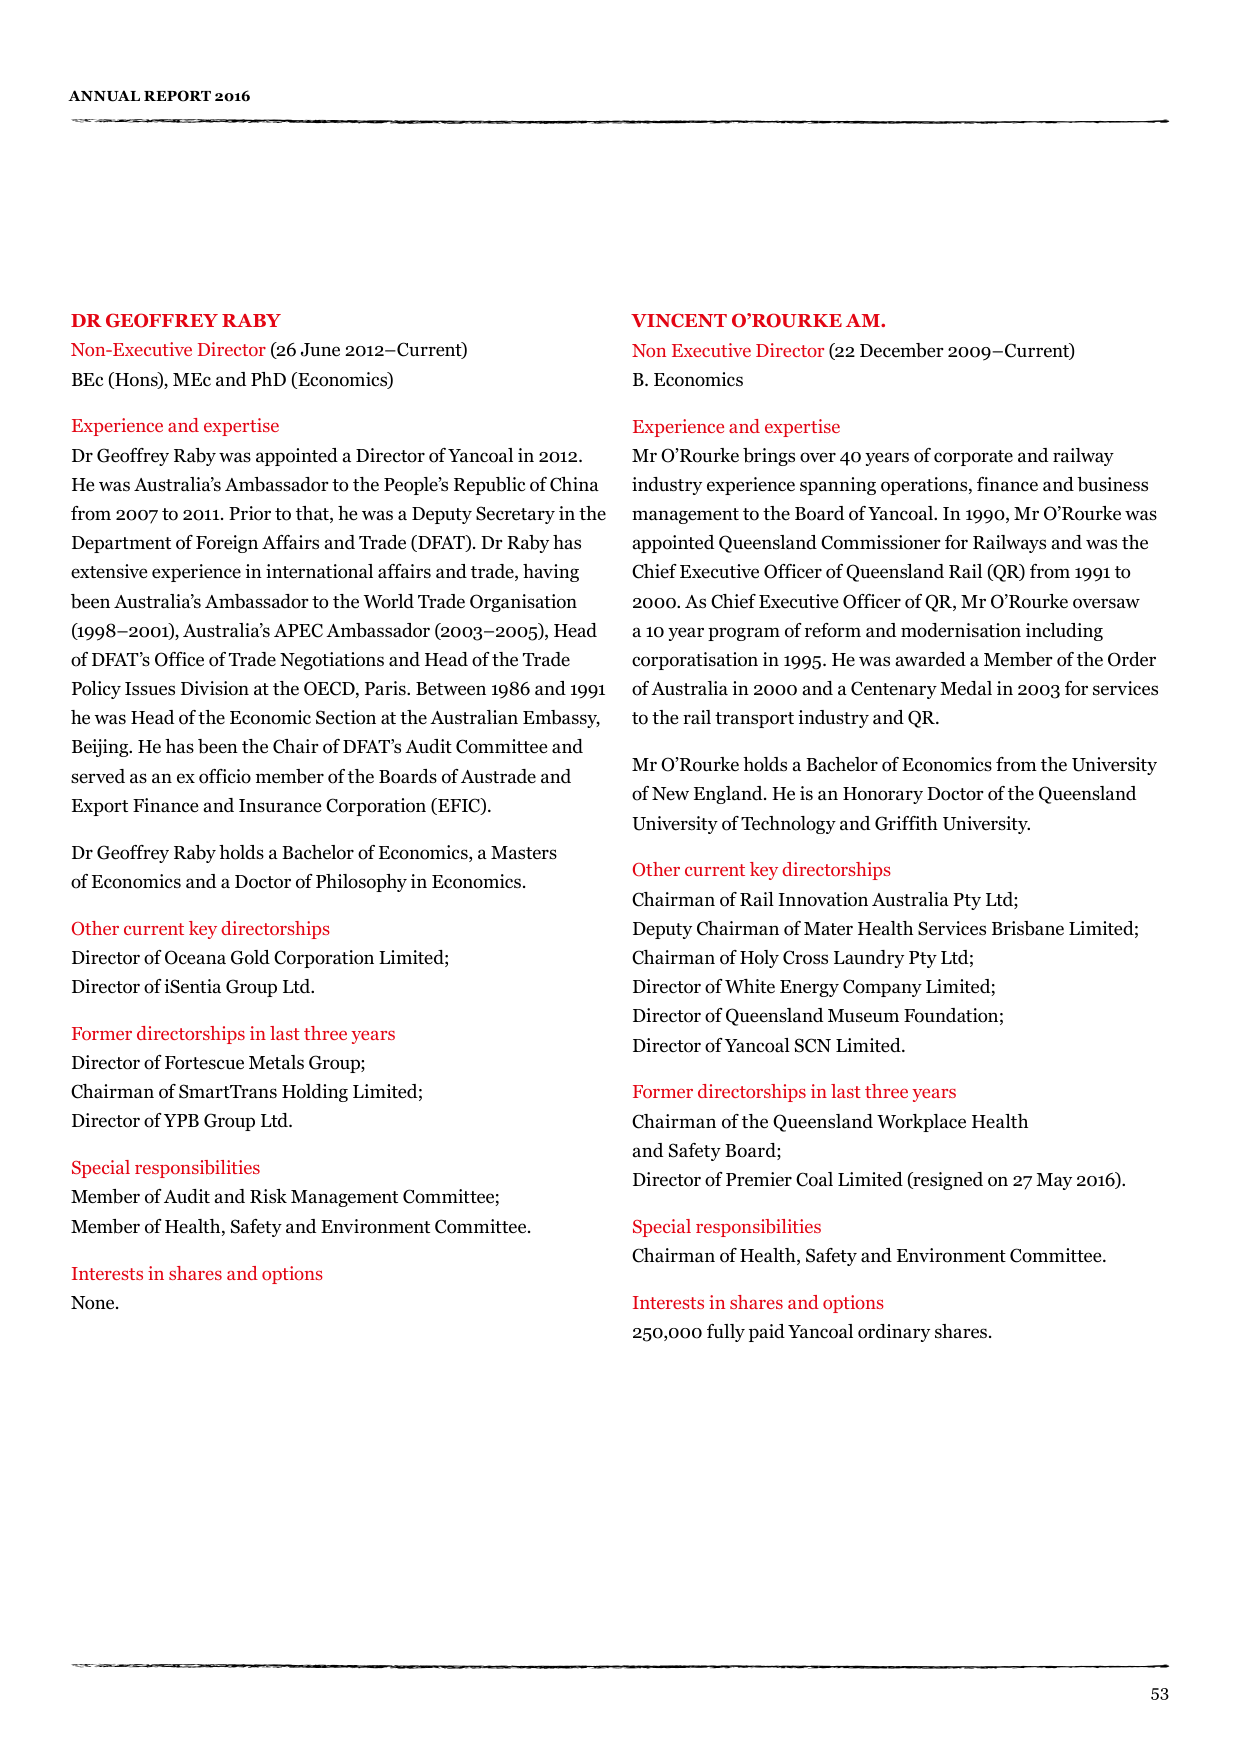 ANNUAL REPORT 2016
DR GEOFFREY RABY
Non-Executive Director (26 June 2012–Current)
BEc (Hons), MEc and PhD (Economics)
Experience and expertise
Dr Geoffrey Raby was appointed a Director of Yancoal in 2012.
He was Australia’s Ambassador to the People’s Republic of China
from 2007 to 2011. Prior to that, he was a Deputy Secretary in the
Department of Foreign Affairs and Trade (DFAT). Dr Raby has
extensive experience in international affairs and trade, having
been Australia’s Ambassador to the World Trade Organisation
(1998–2001), Australia’s APEC Ambassador (2003–2005), Head
of DFAT’s Office of Trade Negotiations and Head of the Trade
Policy Issues Division at the OECD, Paris. Between 1986 and 1991
he was Head of the Economic Section at the Australian Embassy,
Beijing. He has been the Chair of DFAT’s Audit Committee and
served as an ex officio member of the Boards of Austrade and
Export Finance and Insurance Corporation (EFIC).
Dr Geoffrey Raby holds a Bachelor of Economics, a Masters
of Economics and a Doctor of Philosophy in Economics.
Other current key directorships
Director of Oceana Gold Corporation Limited;
Director of iSentia Group Ltd.
Former directorships in last three years
Director of Fortescue Metals Group;
Chairman of SmartTrans Holding Limited;
Director of YPB Group Ltd.
Special responsibilities
Member of Audit and Risk Management Committee;
Member of Health, Safety and Environment Committee.
Interests in shares and options
None.
VINCENT O’ROURKE AM.
Non Executive Director (22 December 2009–Current)
B. Economics
Experience and expertise
Mr O’Rourke brings over 40 years of corporate and railway
industry experience spanning operations, finance and business
management to the Board of Yancoal. In 1990, Mr O’Rourke was
appointed Queensland Commissioner for Railways and was the
Chief Executive Officer of Queensland Rail (QR) from 1991 to
2000. As Chief Executive Officer of QR, Mr O’Rourke oversaw
a 10 year program of reform and modernisation including
corporatisation in 1995. He was awarded a Member of the Order
of Australia in 2000 and a Centenary Medal in 2003 for services
to the rail transport industry and QR.
Mr O’Rourke holds a Bachelor of Economics from the University
of New England. He is an Honorary Doctor of the Queensland
University of Technology and Griffith University.
Other current key directorships
Chairman of Rail Innovation Australia Pty Ltd;
Deputy Chairman of Mater Health Services Brisbane Limited;
Chairman of Holy Cross Laundry Pty Ltd;
Director of White Energy Company Limited;
Director of Queensland Museum Foundation;
Director of Yancoal SCN Limited.
Former directorships in last three years
Chairman of the Queensland Workplace Health
and Safety Board;
Director of Premier Coal Limited (resigned on 27 May 2016).
Special responsibilities
Chairman of Health, Safety and Environment Committee.
Interests in shares and options
250,000 fully paid Yancoal ordinary shares.
53